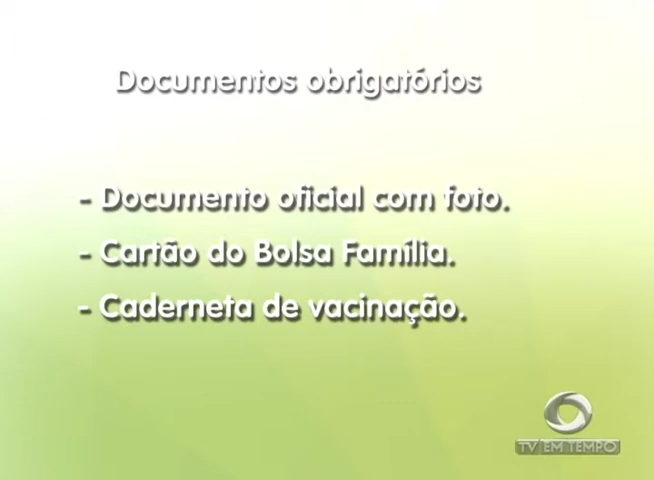 Documentos obrigatórios
- Documento oficial com foto.
- Cartão do Bolsa Família.
- Caderneta de vacinação.
TV EM TEMPO